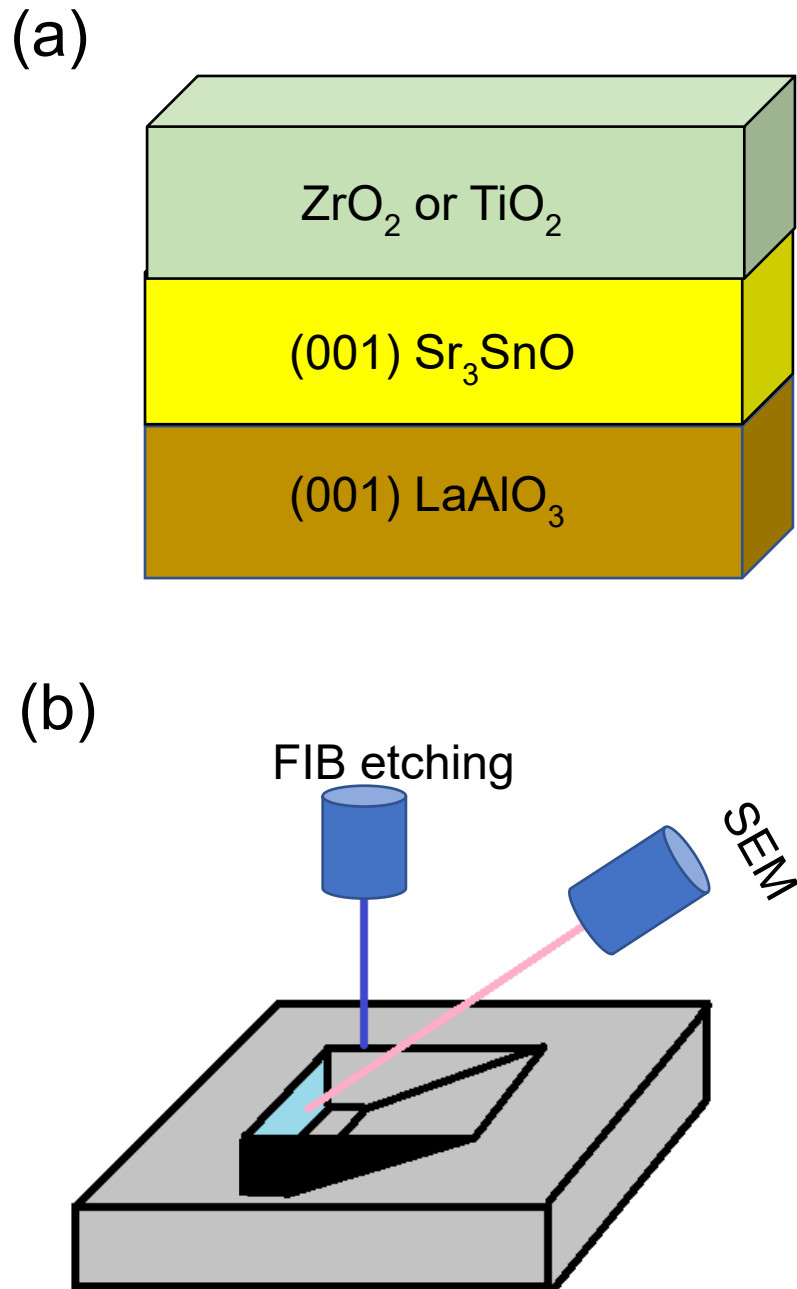 (a)
ZrO₂ or TiO₂
(001) Sr₃SnO
(001) LaAlO₃
(b)
FIB etching
SEM